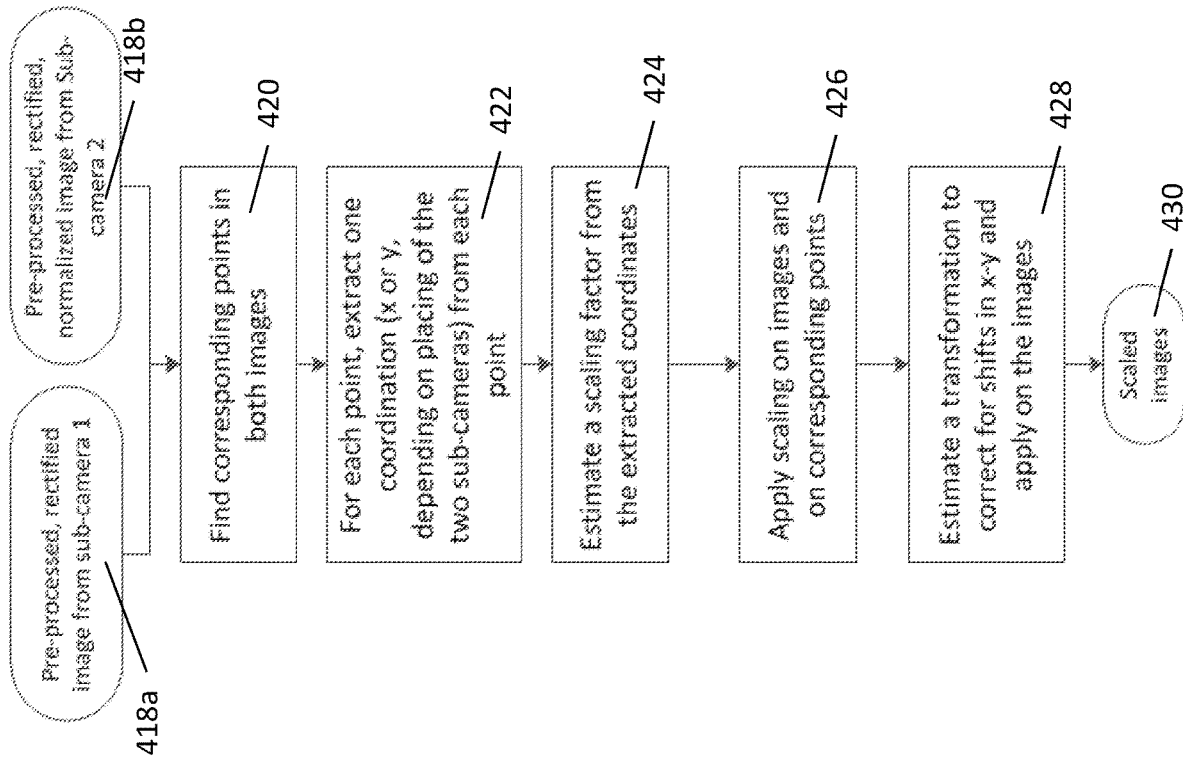 Pre-processed, rectified
image from sub-camera 1
418a
Pre-processed, rectified,
normalized image from Sub-
camera 2
418b
Find corresponding points in
both images
420
For each point, extract one
coordination (x or y,
depending on placing of the
two sub-cameras) from each
point
422
Estimate a scaling factor from
the extracted coordinates
424
Apply scaling on images and
on corresponding points
426
Estimate a transformation to
correct for shifts in x-y and
apply on the images
428
Scaled
images
430